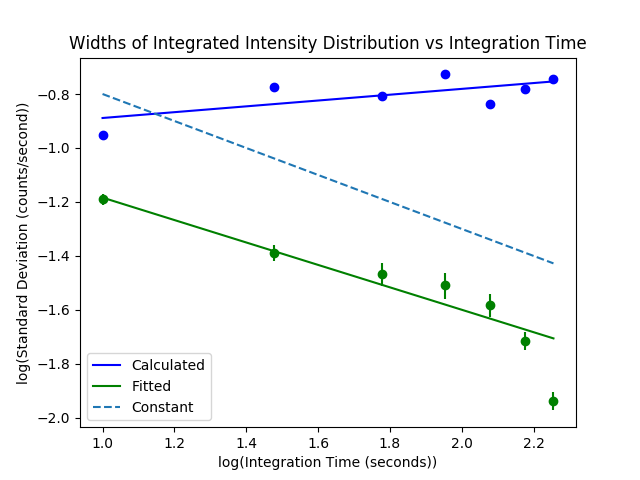 Widths of Integrated Intensity Distribution vs Integration Time
log(Standard Deviation (counts/second))
−0.8
−1.0
−1.2
−1.4
−1.6
−1.8
−2.0
Calculated
Fitted
Constant
1.0 1.2 1.4 1.6 1.8 2.0 2.2
log(Integration Time (seconds))